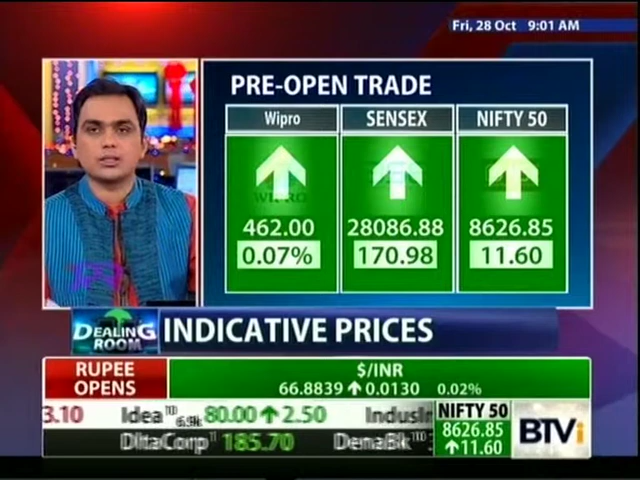 Fri, 28 Oct 9:01 AM
PRE-OPEN TRADE
Wipro SENSEX NIFTY 50
462.00 28086.88 8626.85
0.07% 170.98 11.60
DEALING
ROOM
INDICATIVE PRICES
RUPEE
OPENS
$/INR
66.8839 0.0130 0.02%
3.10 Idea 80.00 2.50 IndusIn
DltaCorp 185.70 DenaBk
NIFTY 50
8626.85
11.60
BTVi